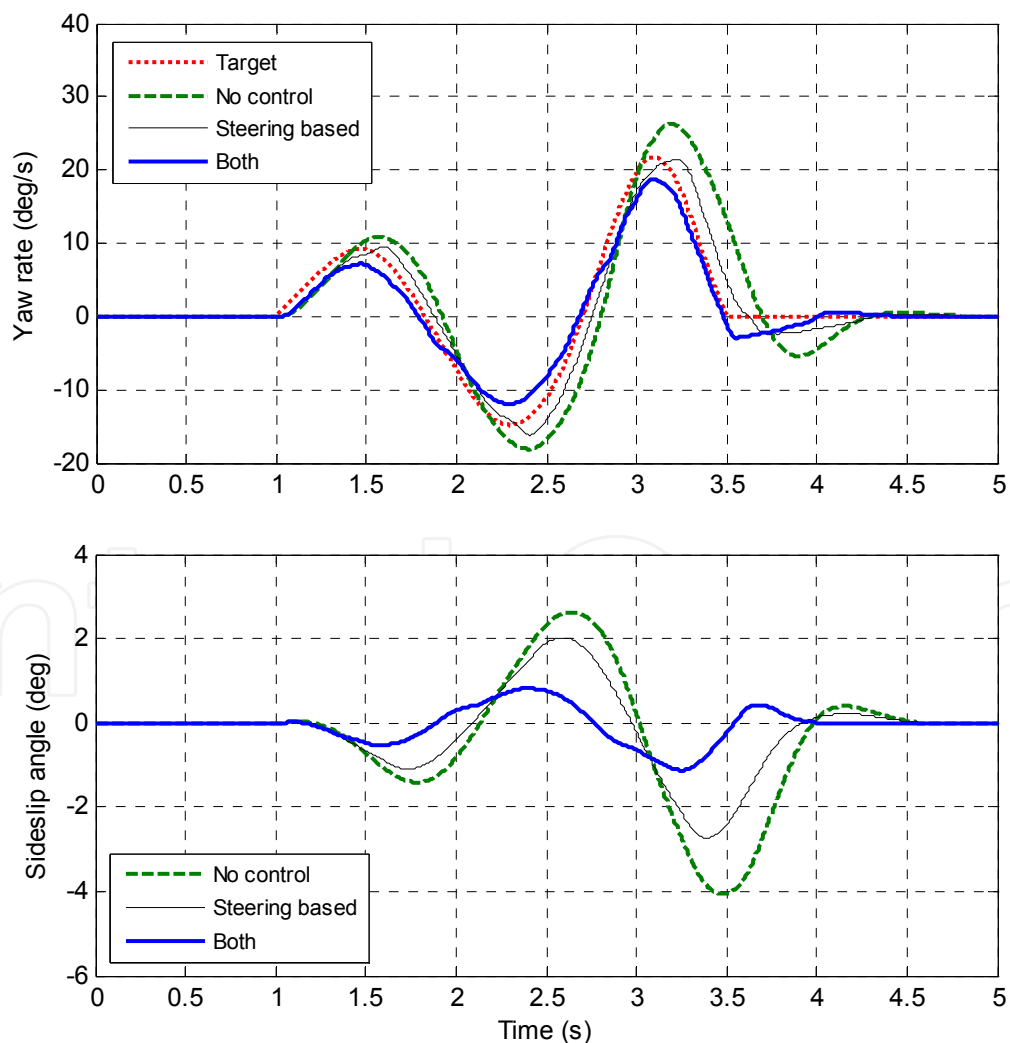 40
30
20
10
0
-10
-20
Yaw rate (deg/s)
Target
No control
Steering based
Both
0 0.5 1 1.5 2 2.5 3 3.5 4 4.5 5
4
2
0
-2
-4
-6
Sideslip angle (deg)
No control
Steering based
Both
0 0.5 1 1.5 2 2.5 3 3.5 4 4.5 5
Time (s)